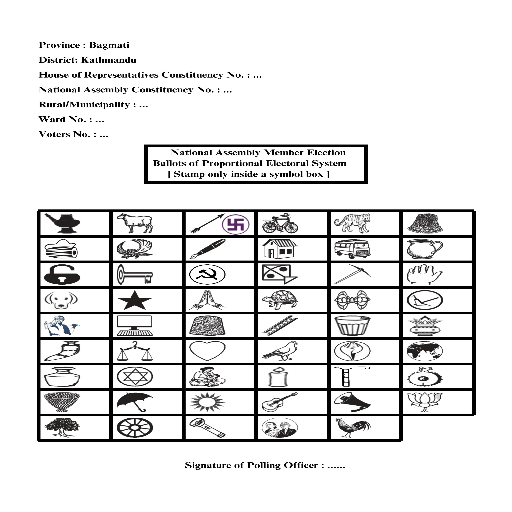 Province : Bagmati
District: Kathmandu
House of Representatives Constituency No. : ...
National Assembly Constituency No. : ...
Rural/Municipality : ...
Ward No. : ...
Voters No. : ...
National Assembly Member Election
Ballots of Proportional Electoral System
[ Stamp only inside a symbol box ]
Signature of Polling Officer : ......